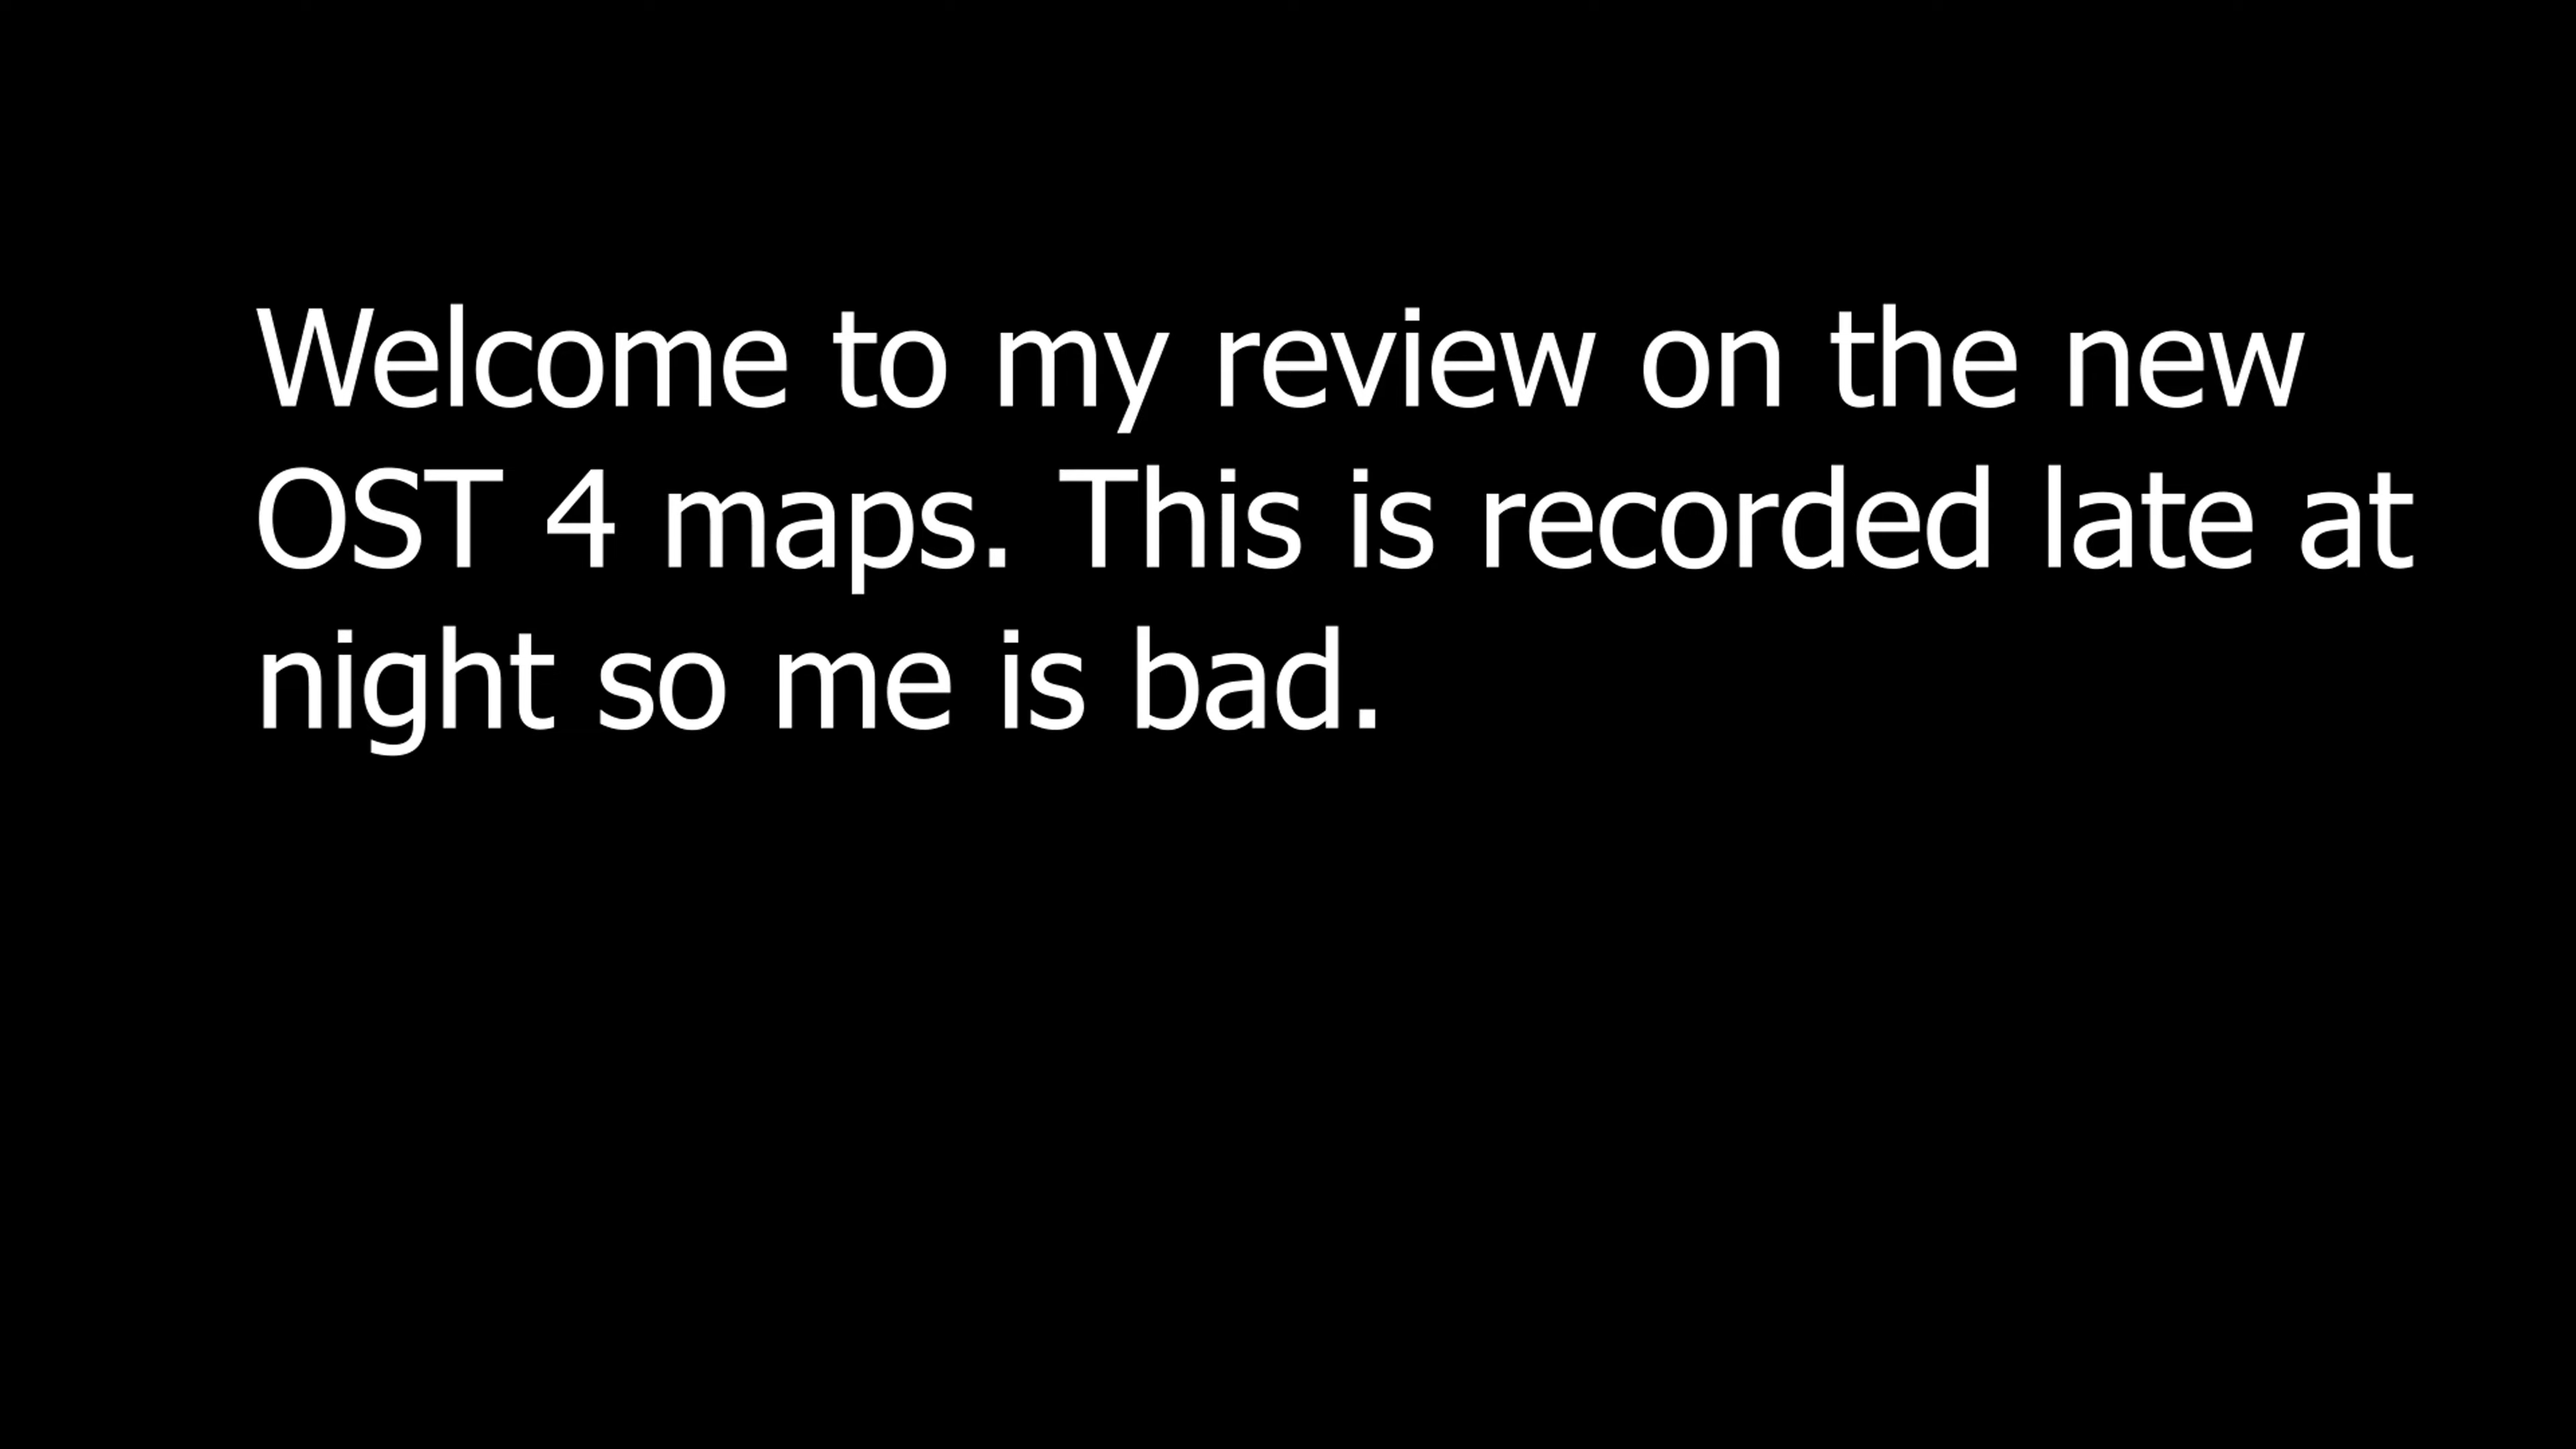 Welcome to my review on the new
OST 4 maps. This is recorded late at
night so me is bad.